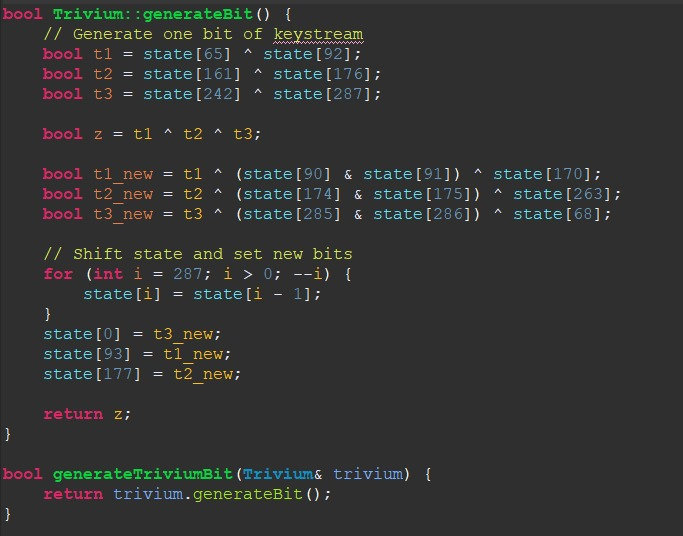 bool Trivium::generateBit() {
    // Generate one bit of keystream
    bool t1 = state[65] ^ state[92];
    bool t2 = state[161] ^ state[176];
    bool t3 = state[242] ^ state[287];

    bool z = t1 ^ t2 ^ t3;

    bool t1_new = t1 ^ (state[90] & state[91]) ^ state[170];
    bool t2_new = t2 ^ (state[174] & state[175]) ^ state[263];
    bool t3_new = t3 ^ (state[285] & state[286]) ^ state[68];

    // Shift state and set new bits
    for (int i = 287; i > 0; --i) {
        state[i] = state[i - 1];
    }
    state[0] = t3_new;
    state[93] = t1_new;
    state[177] = t2_new;

    return z;
}

bool generateTriviumBit(Trivium& trivium) {
    return trivium.generateBit();
}